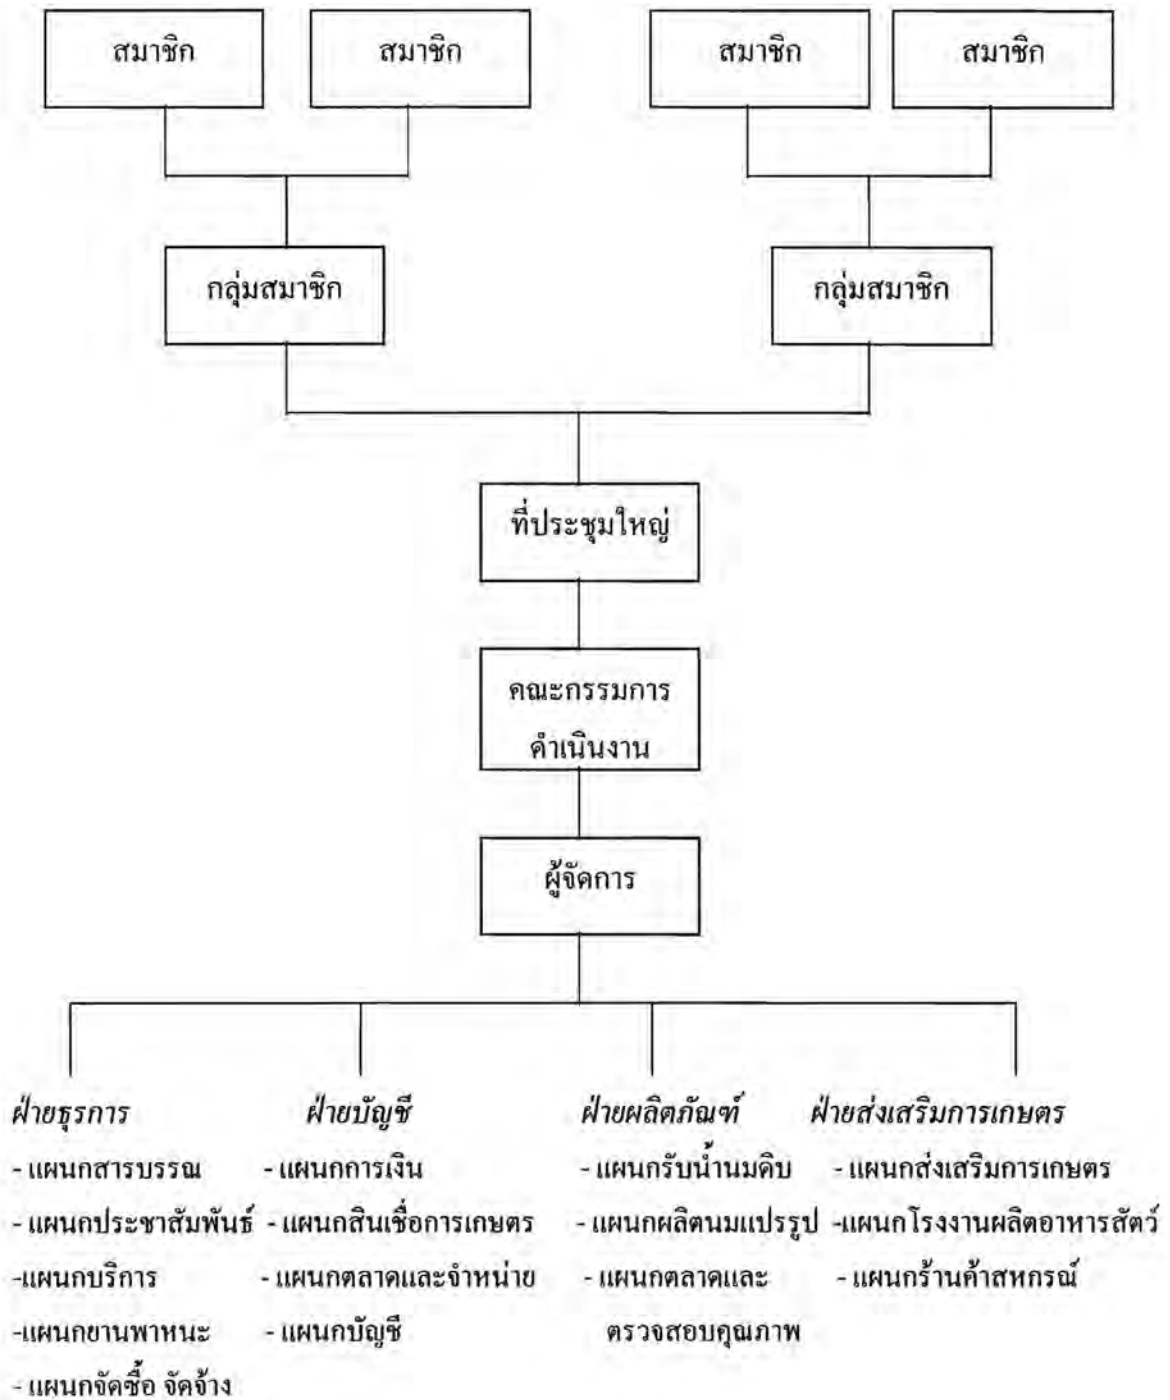 สมาชิก สมาชิก สมาชิก สมาชิก
กลุ่มสมาชิก กลุ่มสมาชิก
ที่ประชุมใหญ่
คณะกรรมการ
ดำเนินงาน
ผู้จัดการ
ฝ่ายธุรการ ฝ่ายบัญชี ฝ่ายผลิตภัณฑ์ ฝ่ายส่งเสริมการเกษตร
- แผนกสารบรรณ - แผนกการเงิน - แผนกรับน้ำนมดิบ - แผนกส่งเสริมการเกษตร
- แผนกประชาสัมพันธ์ - แผนกสินเชื่อการเกษตร - แผนกผลิตนมแปรรูป -แผนกโรงงานผลิตอาหารสัตว์
-แผนกบริการ - แผนกตลาดและจำหน่าย - แผนกตลาดและ - แผนกร้านค้าสหกรณ์
-แผนกยานพาหนะ - แผนกบัญชี ตรวจสอบคุณภาพ
- แผนกจัดซื้อ จัดจ้าง